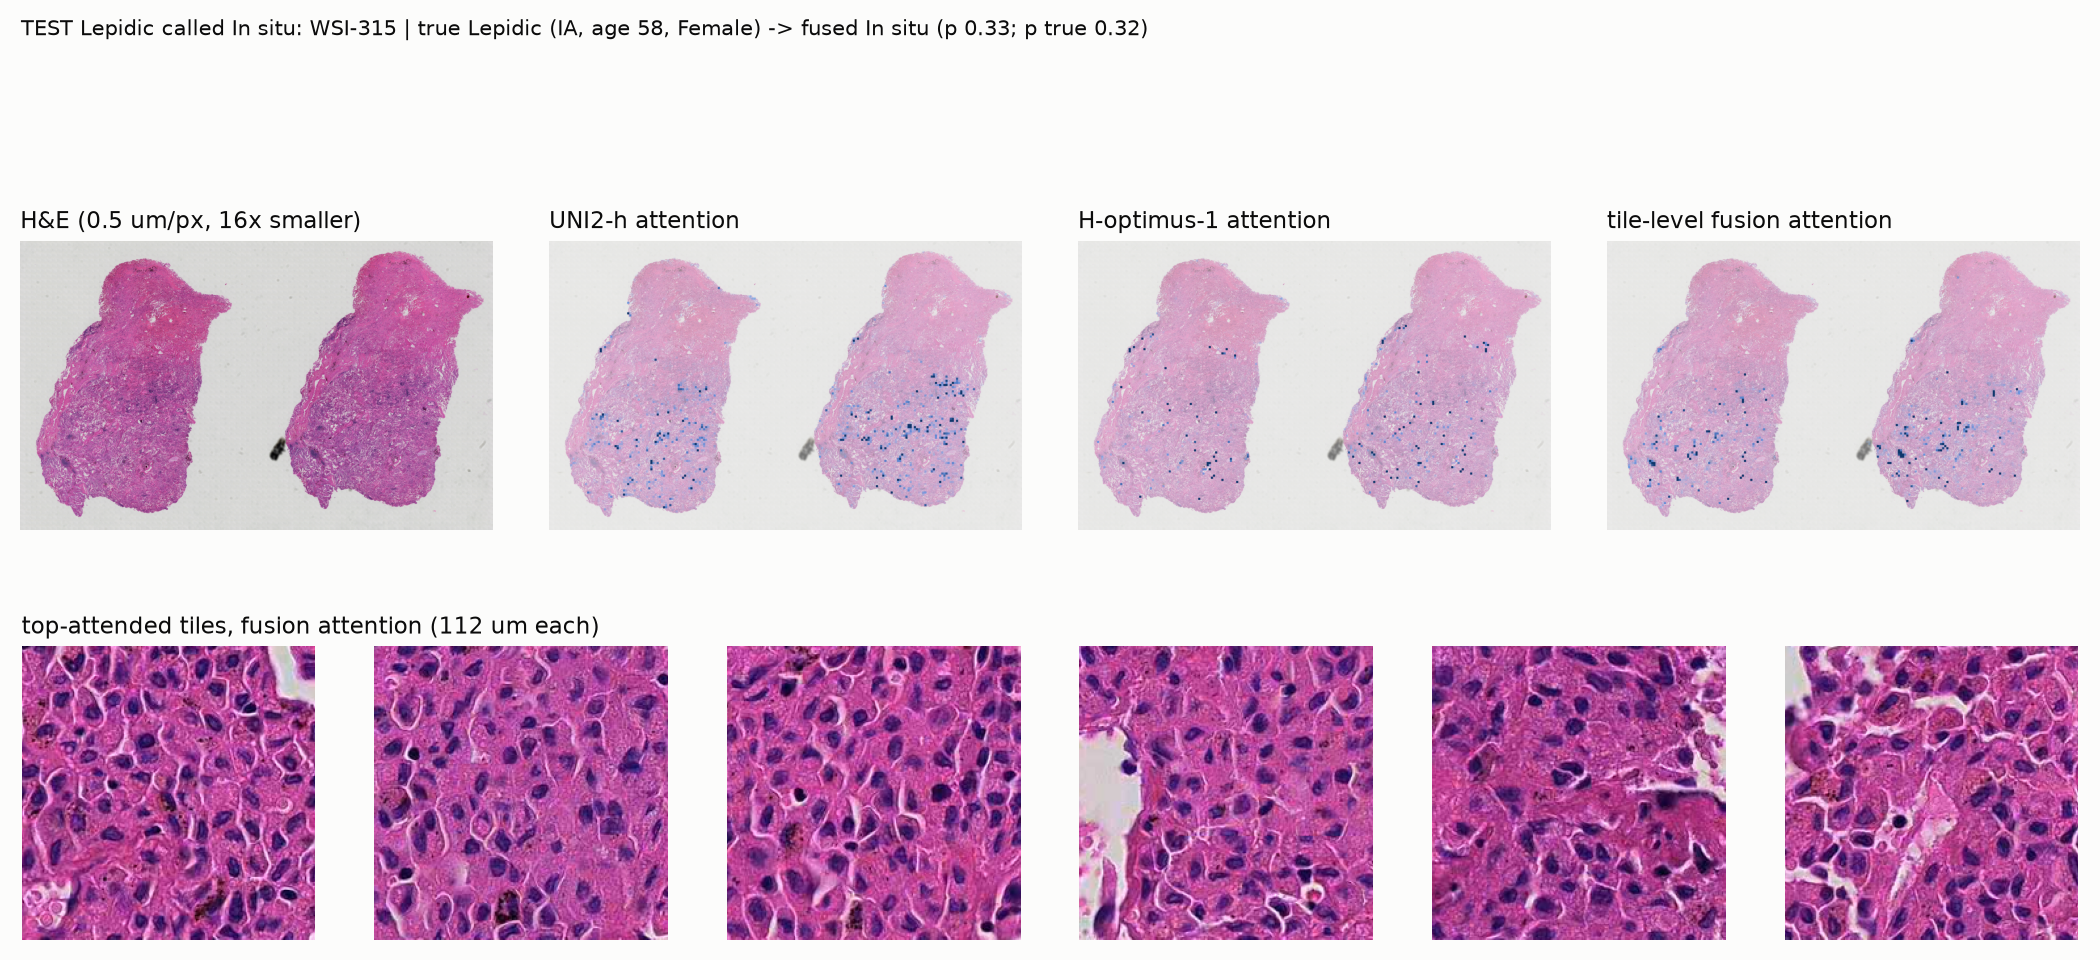 TEST Lepidic called In situ: WSI-315 | true Lepidic (IA, age 58, Female) -> fused In situ (p 0.33; p true 0.32)
H&E (0.5 um/px, 16x smaller)
UNI2-h attention
H-optimus-1 attention
tile-level fusion attention
top-attended tiles, fusion attention (112 um each)